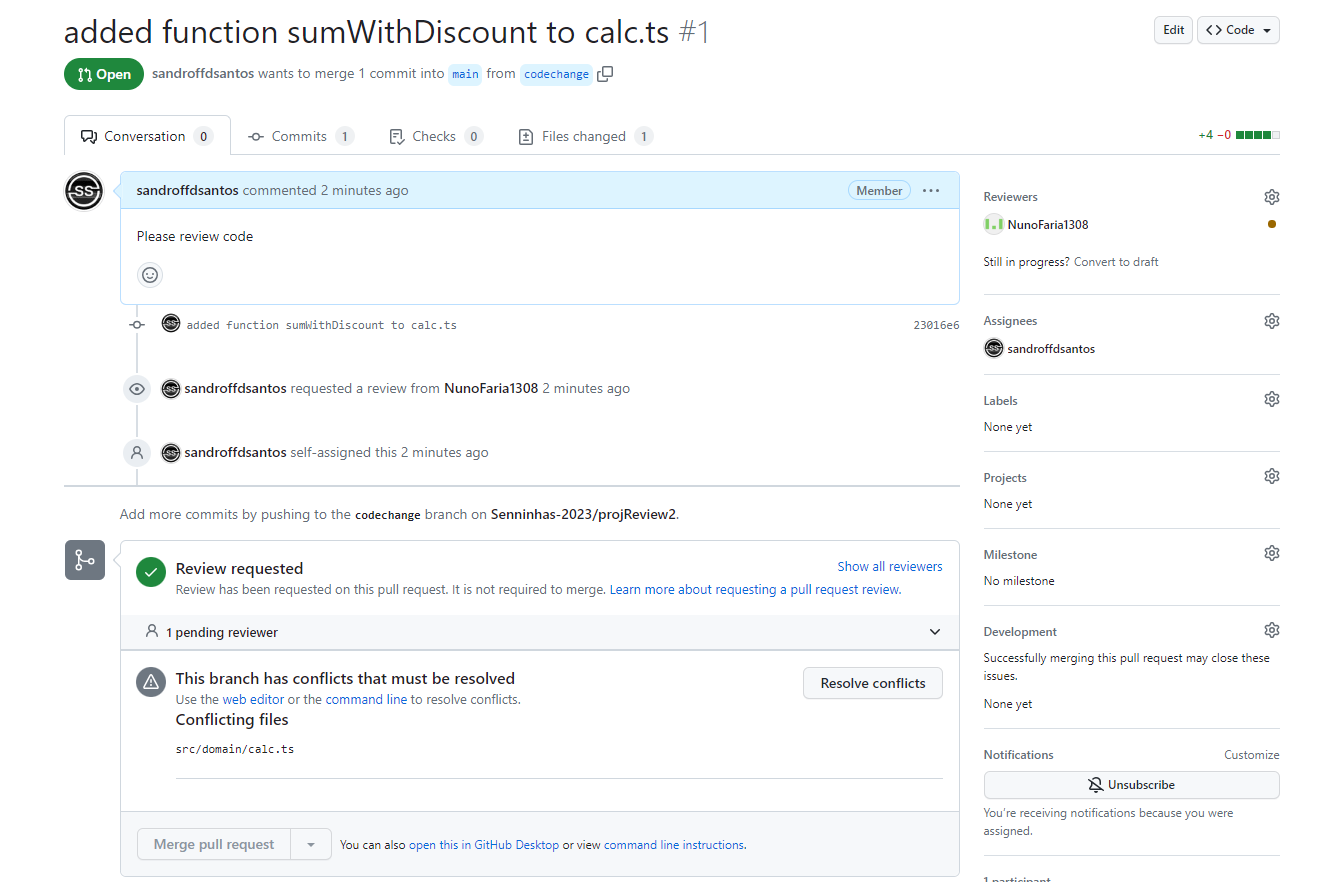 added function sumWithDiscount to calc.ts #1
Edit
<> Code
Open
sandroffdsantos wants to merge 1 commit into main from codechange
Conversation 0
Commits 1
Checks 0
Files changed 1
+4 −0
sandroffdsantos commented 2 minutes ago
Member
Please review code
added function sumWithDiscount to calc.ts
23016e6
sandroffdsantos requested a review from NunoFaria1308 2 minutes ago
sandroffdsantos self-assigned this 2 minutes ago
Add more commits by pushing to the codechange branch on Senninhas-2023/projReview2.
Review requested
Show all reviewers
Review has been requested on this pull request. It is not required to merge. Learn more about requesting a pull request review.
1 pending reviewer
This branch has conflicts that must be resolved
Use the web editor or the command line to resolve conflicts.
Resolve conflicts
Conflicting files
src/domain/calc.ts
Merge pull request
You can also open this in GitHub Desktop or view command line instructions.
Reviewers
NunoFaria1308
Still in progress? Convert to draft
Assignees
SS
sandroffdsantos
Labels
None yet
Projects
None yet
Milestone
No milestone
Development
Successfully merging this pull request may close these
issues.
None yet
Notifications
Customize
Unsubscribe
You're receiving notifications because you were
assigned.
1 participant